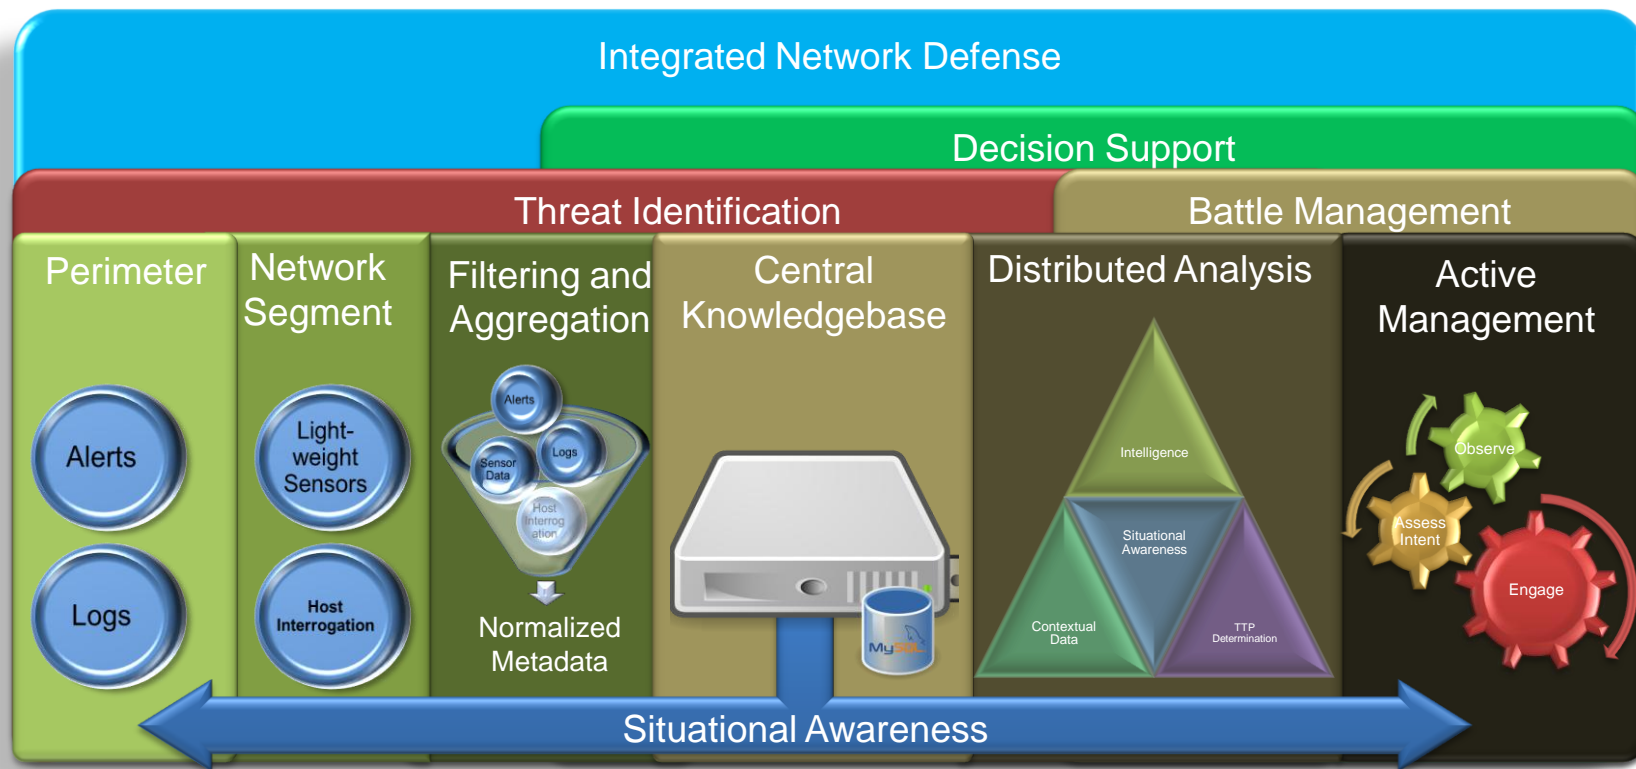 Integrated Network Defense
Decision Support
Threat Identification
Battle Management
Perimeter
Alerts
Logs
Network
Segment
Light-
weight
Sensors
Host
Interrogation
Filtering and
Aggregation
Alerts
Logs
Sensor
Data
Host
Interrog
ation
Normalized
Metadata
Central
Knowledgebase
MySQL
Distributed Analysis
Intelligence
Situational
Awareness
Contextual
Data
TTP
Determination
Active
Management
Observe
Assess
Intent
Engage
Situational Awareness